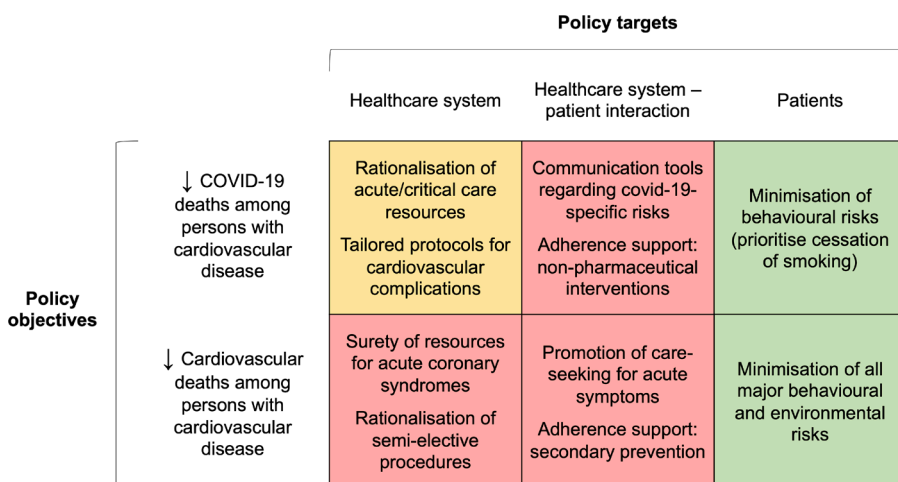 Policy targets
Healthcare system
Healthcare system –
patient interaction
Patients
Policy
objectives
↓ COVID-19
deaths among
persons with
cardiovascular
disease
Rationalisation of
acute/critical care
resources
Tailored protocols for
cardiovascular
complications
Communication tools
regarding covid-19-
specific risks
Adherence support:
non-pharmaceutical
interventions
Minimisation of
behavioural risks
(prioritise cessation
of smoking)
↓ Cardiovascular
deaths among
persons with
cardiovascular
disease
Surety of resources
for acute coronary
syndromes
Rationalisation of
semi-elective
procedures
Promotion of care-
seeking for acute
symptoms
Adherence support:
secondary prevention
Minimisation of all
major behavioural
and environmental
risks